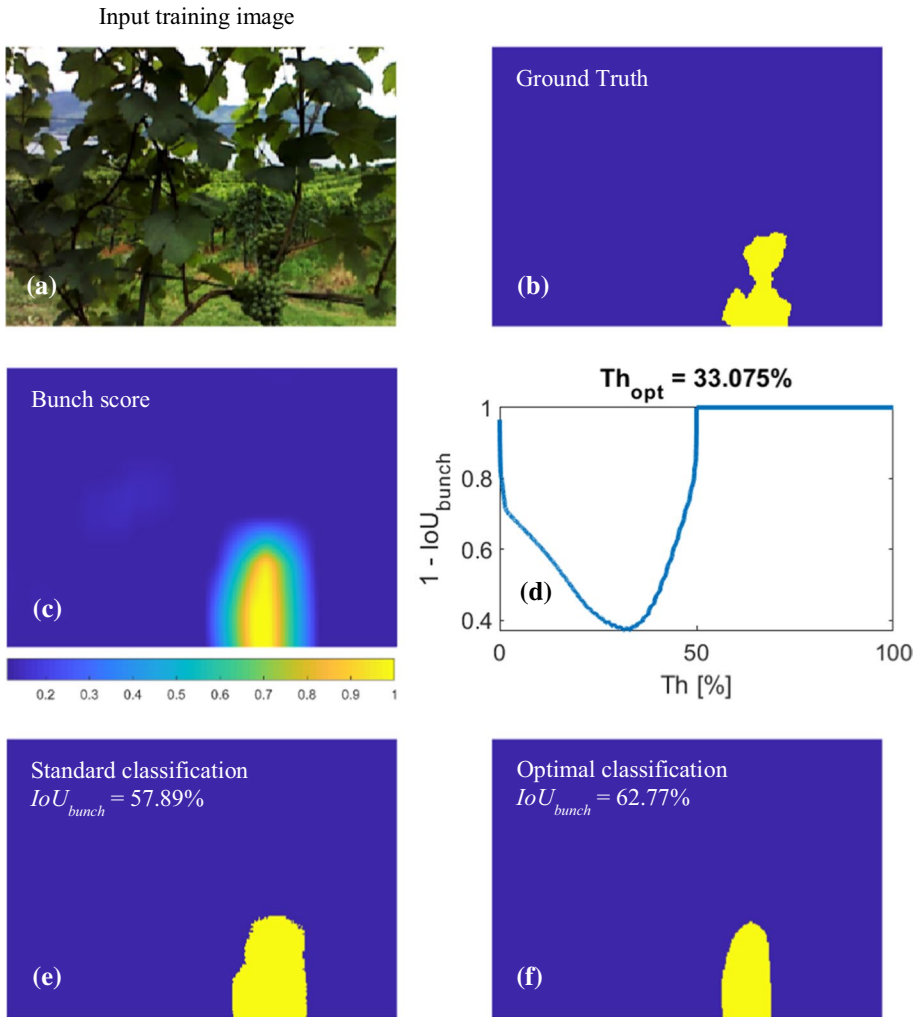 Input training image
(a)
Ground Truth
(b)
Bunch score
(c)
0.2 0.3 0.4 0.5 0.6 0.7 0.8 0.9 1
Th_opt = 33.075%
1
0.8
0.6
0.4
1 - IoU_bunch
(d)
0 50 100
Th [%]
Standard classification
IoU_bunch = 57.89%
(e)
Optimal classification
IoU_bunch = 62.77%
(f)